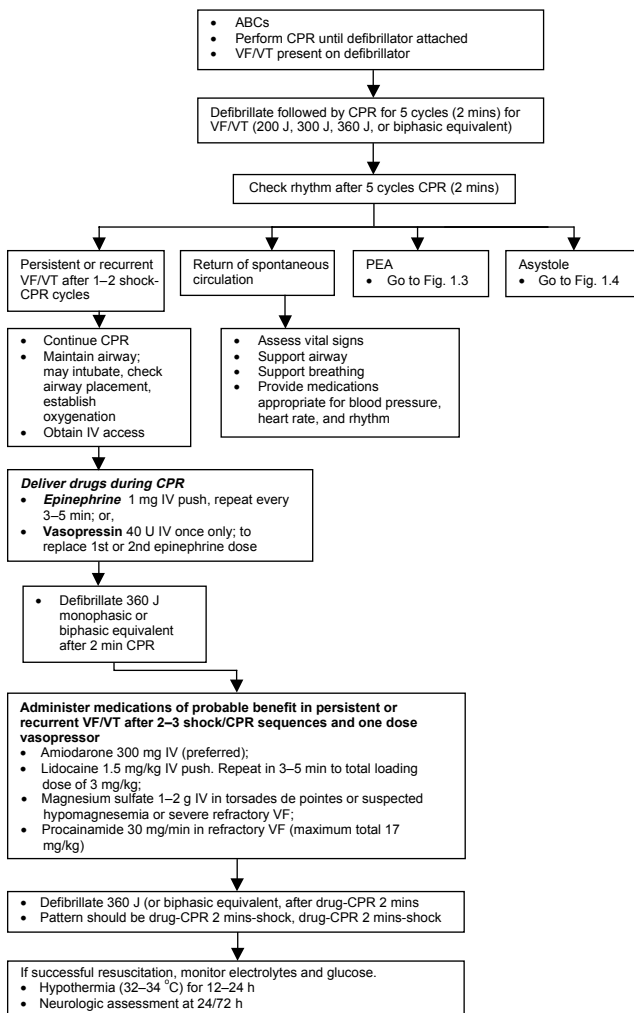 • ABCs
• Perform CPR until defibrillator attached
• VF/VT present on defibrillator
Defibrillate followed by CPR for 5 cycles (2 mins) for
VF/VT (200 J, 300 J, 360 J, or biphasic equivalent)
Check rhythm after 5 cycles CPR (2 mins)
Persistent or recurrent
VF/VT after 1–2 shock-
CPR cycles
Return of spontaneous
circulation
PEA
• Go to Fig. 1.3
Asystole
• Go to Fig. 1.4
• Continue CPR
• Maintain airway;
may intubate, check
airway placement,
establish
oxygenation
• Obtain IV access
• Assess vital signs
• Support airway
• Support breathing
• Provide medications
appropriate for blood pressure,
heart rate, and rhythm
Deliver drugs during CPR
• Epinephrine 1 mg IV push, repeat every
3–5 min; or,
• Vasopressin 40 U IV once only; to
replace 1st or 2nd epinephrine dose
• Defibrillate 360 J
monophasic or
biphasic equivalent
after 2 min CPR
Administer medications of probable benefit in persistent or
recurrent VF/VT after 2–3 shock/CPR sequences and one dose
vasopressor
• Amiodarone 300 mg IV (preferred);
• Lidocaine 1.5 mg/kg IV push. Repeat in 3–5 min to total loading
dose of 3 mg/kg;
• Magnesium sulfate 1–2 g IV in torsades de pointes or suspected
hypomagnesemia or severe refractory VF;
• Procainamide 30 mg/min in refractory VF (maximum total 17
mg/kg)
• Defibrillate 360 J (or biphasic equivalent, after drug-CPR 2 mins
• Pattern should be drug-CPR 2 mins-shock, drug-CPR 2 mins-shock
If successful resuscitation, monitor electrolytes and glucose.
• Hypothermia (32–34 °C) for 12–24 h
• Neurologic assessment at 24/72 h